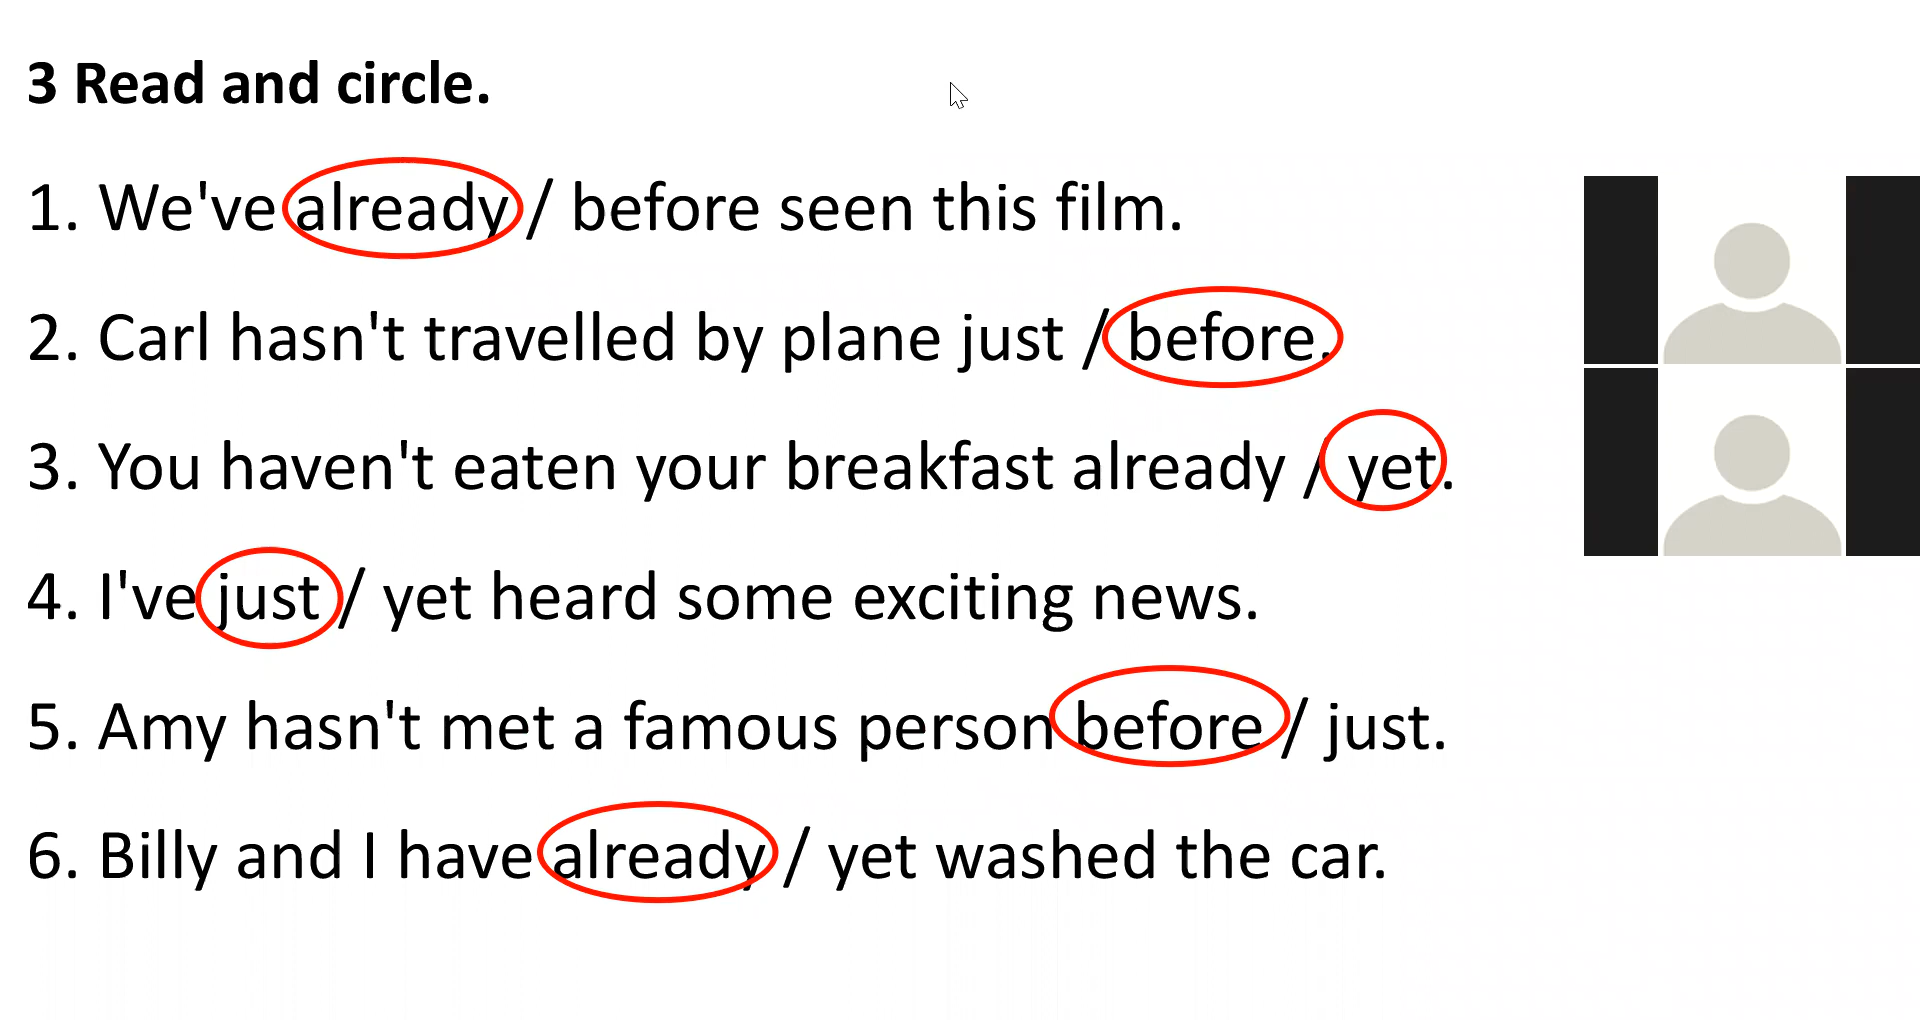 3 Read and circle.
1. We've already / before seen this film.
2. Carl hasn't travelled by plane just / before.
3. You haven't eaten your breakfast already / yet.
4. I've just / yet heard some exciting news.
5. Amy hasn't met a famous person before / just.
6. Billy and I have already / yet washed the car.